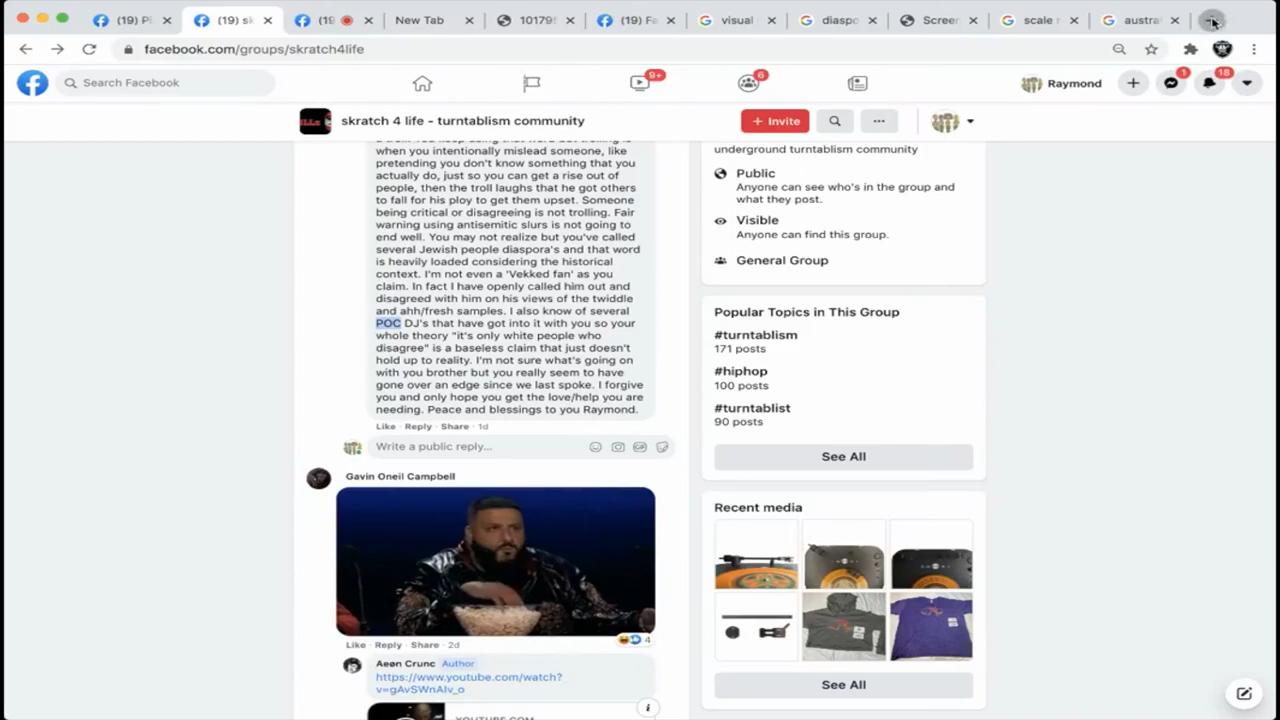 (19) Pi
(19) sk
(19
New Tab
10179
(19) Fa
visual
diaspo
Screen
scale r
austra
facebook.com/groups/skratch4life
Search Facebook
9+
6
Raymond
1
18
skratch 4 life - turntablism community
+ Invite
when you intentionally mislead someone, like
pretending you don't know something that you
actually do, just so you can get a rise out of
people, then the troll laughs that he got others
to fall for his ploy to get them upset. Someone
being critical or disagreeing is not trolling. Fair
warning using antisemitic slurs is not going to
end well. You may not realize but you've called
several Jewish people diaspora's and that word
is heavily loaded considering the historical
context. I'm not even a 'Vekked fan' as you
claim. In fact I have openly called him out and
disagreed with him on his views of the twiddle
and ahh/fresh samples. I also know of several
POC DJ's that have got into it with you so your
whole theory "it's only white people who
disagree" is a baseless claim that just doesn't
hold up to reality. I'm not sure what's going on
with you brother but you really seem to have
gone over an edge since we last spoke. I forgive
you and only hope you get the love/help you are
needing. Peace and blessings to you Raymond.
Like · Reply · Share · 1d
Write a public reply...
Gavin Oneil Campbell
4
Like · Reply · Share · 2d
Aeøn Crunc Author
https://www.youtube.com/watch?
v=gAvSWnAIv_o
YOUTUBE.COM
underground turntablism community
Public
Anyone can see who's in the group and
what they post.
Visible
Anyone can find this group.
General Group
Popular Topics in This Group
#turntablism
171 posts
#hiphop
100 posts
#turntablist
90 posts
See All
Recent media
See All